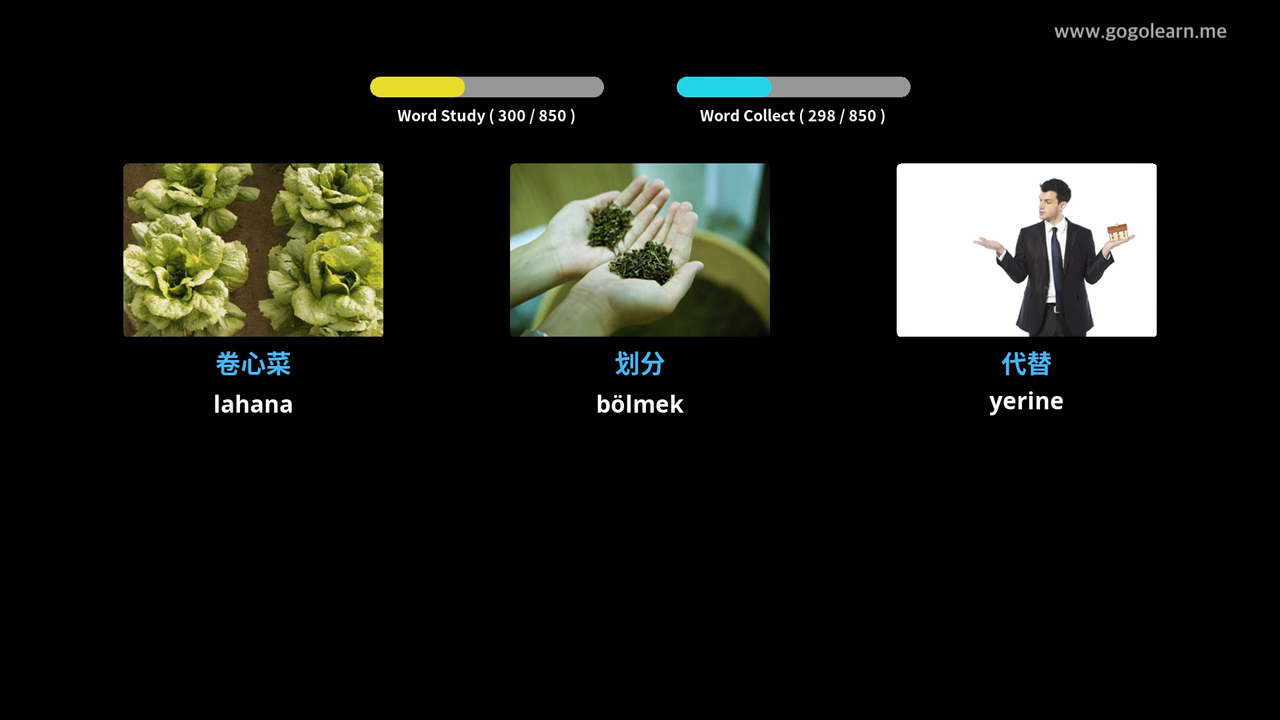 www.gogolearn.me
Word Study ( 300 / 850 )
Word Collect ( 298 / 850 )
卷心菜
划分
代替
lahana
bölmek
yerine